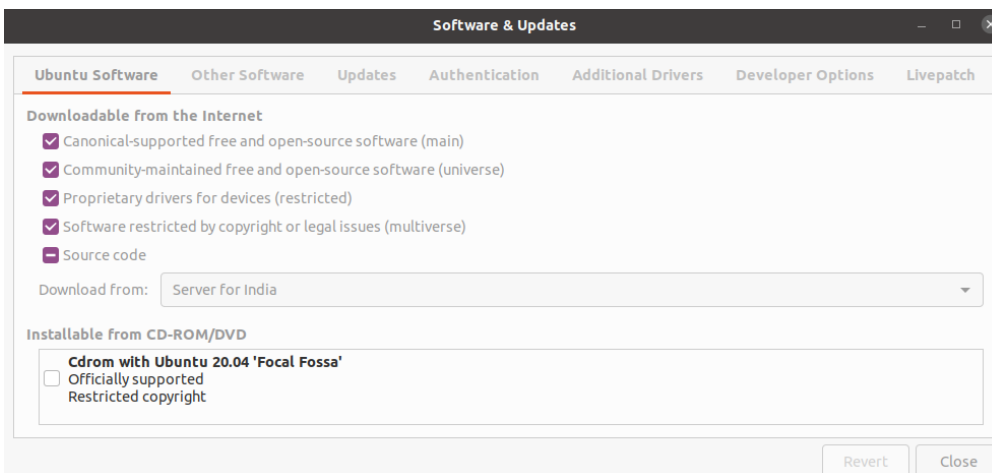 Software & Updates
Ubuntu Software Other Software Updates Authentication Additional Drivers Developer Options Livepatch
Downloadable from the Internet
Canonical-supported free and open-source software (main)
Community-maintained free and open-source software (universe)
Proprietary drivers for devices (restricted)
Software restricted by copyright or legal issues (multiverse)
Source code
Download from: Server for India
Installable from CD-ROM/DVD
Cdrom with Ubuntu 20.04 'Focal Fossa'
Officially supported
Restricted copyright
Revert Close